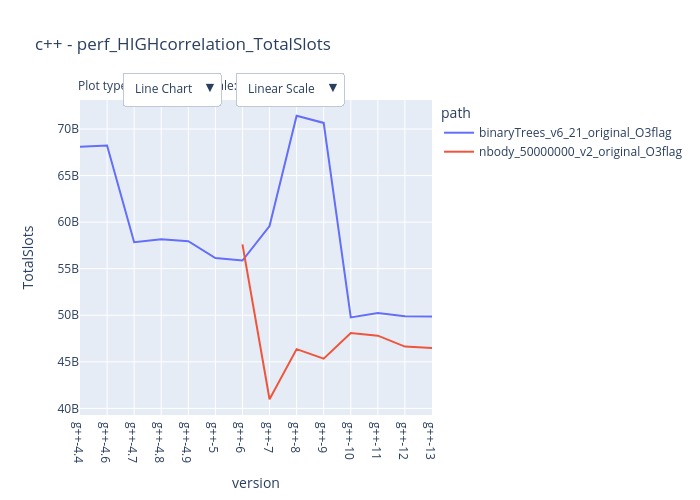 c++ - perf_HIGHcorrelation_TotalSlots
Plot type
Line Chart
▼
ale:
Linear Scale
▼
path
binaryTrees_v6_21_original_O3flag
nbody_50000000_v2_original_O3flag
TotalSlots
70B
65B
60B
55B
50B
45B
40B
g++-4.4
g++-4.6
g++-4.7
g++-4.8
g++-4.9
g++-5
g++-6
g++-7
g++-8
g++-9
g++-10
g++-11
g++-12
g++-13
version